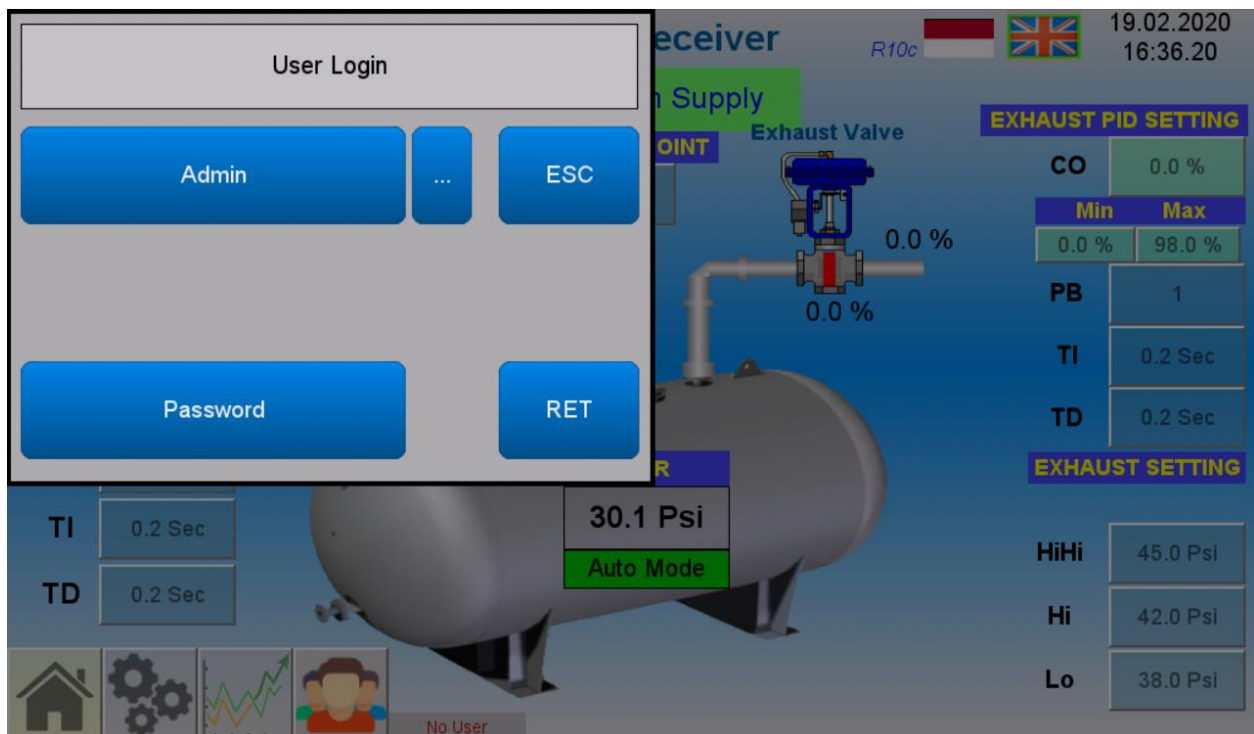 User Login
Admin
...
ESC
Password
RET
eceiver
R10c
19.02.2020
16:36.20
n Supply
OINT
Exhaust Valve
0.0 %
0.0 %
EXHAUST PID SETTING
CO
0.0 %
Min Max
0.0 % 98.0 %
PB
1
TI
0.2 Sec
TD
0.2 Sec
EXHAUST SETTING
HiHi
45.0 Psi
Hi
42.0 Psi
Lo
38.0 Psi
R
30.1 Psi
Auto Mode
TI
0.2 Sec
TD
0.2 Sec
No User